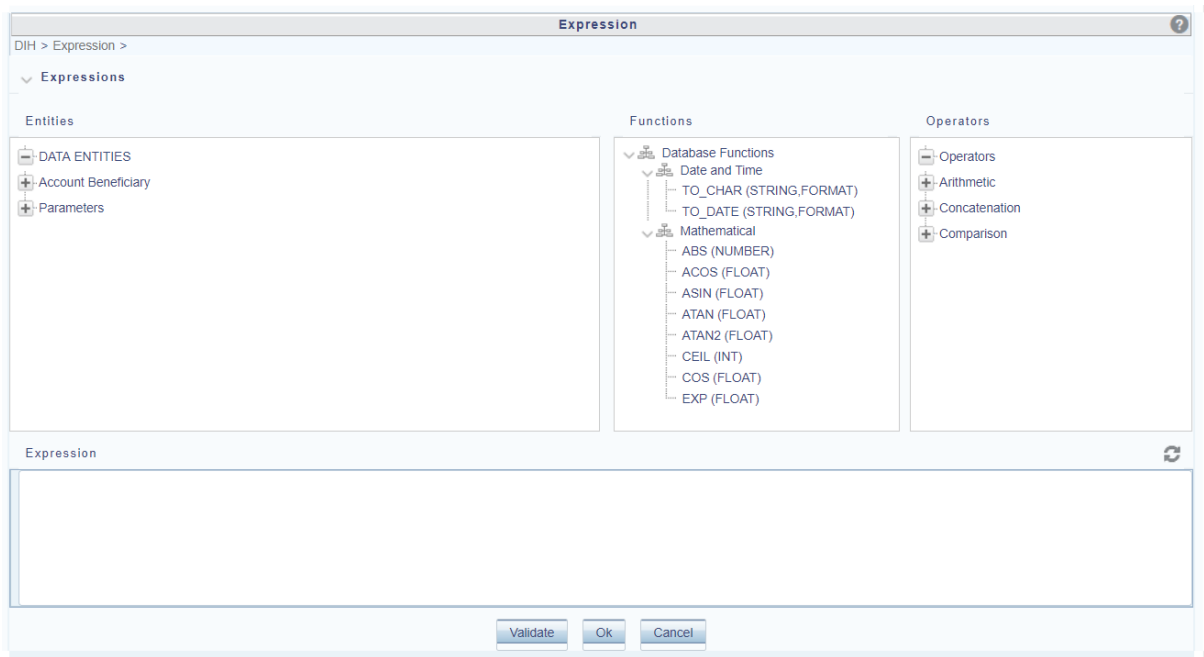 Expression
DIH > Expression >
Expressions
Entities
DATA ENTITIES
Account Beneficiary
Parameters
Functions
Database Functions
Date and Time
TO_CHAR (STRING,FORMAT)
TO_DATE (STRING,FORMAT)
Mathematical
ABS (NUMBER)
ACOS (FLOAT)
ASIN (FLOAT)
ATAN (FLOAT)
ATAN2 (FLOAT)
CEIL (INT)
COS (FLOAT)
EXP (FLOAT)
Operators
Operators
Arithmetic
Concatenation
Comparison
Expression
Validate
Ok
Cancel